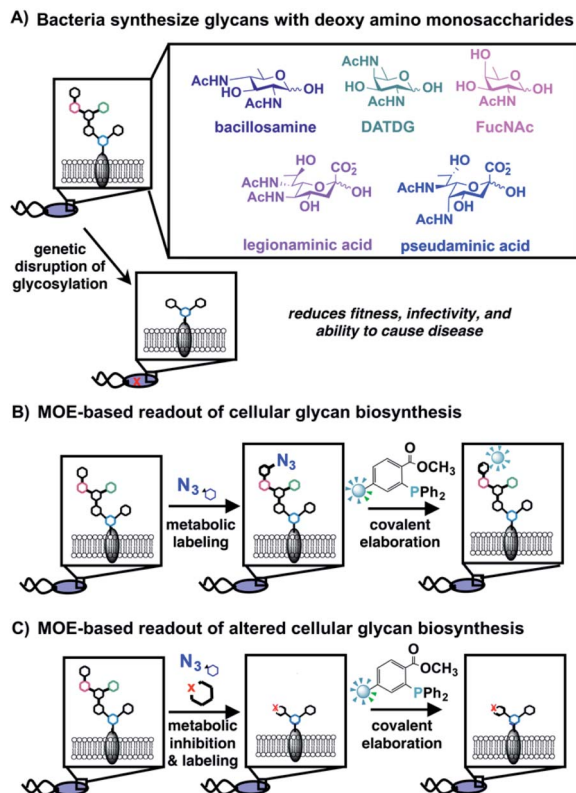 A) Bacteria synthesize glycans with deoxy amino monosaccharides
AcHN
HO
O
OH
AcHN
bacillosamine
AcHN
HO
O
OH
AcHN
DATDG
HO
HO
O
OH
AcHN
FucNAc
HO
CO₂⁻
AcHN
AcHN
O
OH
OH
legionaminic acid
OH
CO₂⁻
AcHN
O
OH
AcHN
OH
pseudaminic acid
genetic
disruption of
glycosylation
x
reduces fitness, infectivity, and
ability to cause disease
B) MOE-based readout of cellular glycan biosynthesis
N₃
metabolic
labeling
N₃
O
OCH₃
PPh₂
covalent
elaboration
C) MOE-based readout of altered cellular glycan biosynthesis
N₃
x
metabolic
inhibition
& labeling
x
O
OCH₃
PPh₂
covalent
elaboration
x